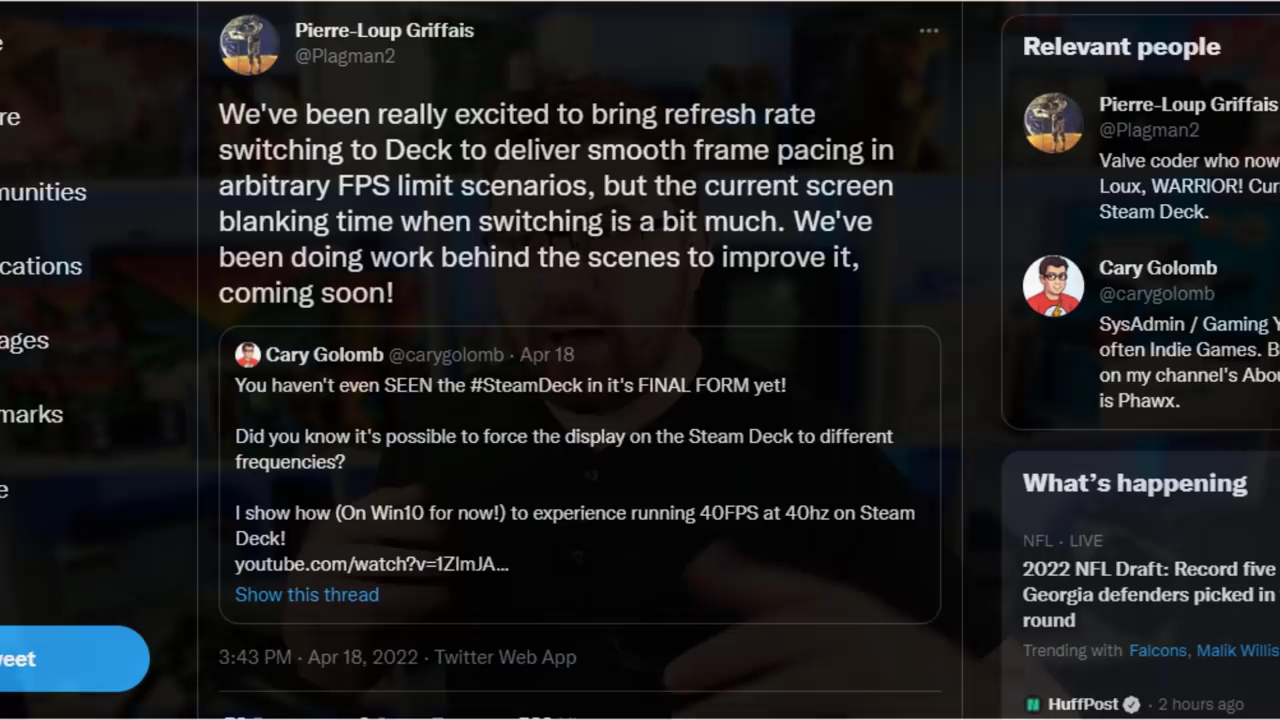 Pierre-Loup Griffais
@Plagman2
We've been really excited to bring refresh rate
switching to Deck to deliver smooth frame pacing in
arbitrary FPS limit scenarios, but the current screen
blanking time when switching is a bit much. We've
been doing work behind the scenes to improve it,
coming soon!
Cary Golomb @carygolomb · Apr 18
You haven't even SEEN the #SteamDeck in it's FINAL FORM yet!
Did you know it's possible to force the display on the Steam Deck to different
frequencies?
I show how (On Win10 for now!) to experience running 40FPS at 40hz on Steam
Deck!
youtube.com/watch?v=1ZlmJA...
Show this thread
3:43 PM · Apr 18, 2022 · Twitter Web App
e
re
nunities
cations
ages
marks
e
veet
Relevant people
Pierre-Loup Griffais
@Plagman2
Valve coder who now
Loux, WARRIOR! Cur
Steam Deck.
Cary Golomb
@carygolomb
SysAdmin / Gaming Y
often Indie Games. B
on my channel's Abou
is Phawx.
What's happening
NFL · LIVE
2022 NFL Draft: Record five
Georgia defenders picked in
round
Trending with Falcons, Malik Willis
HuffPost · 2 hours ago